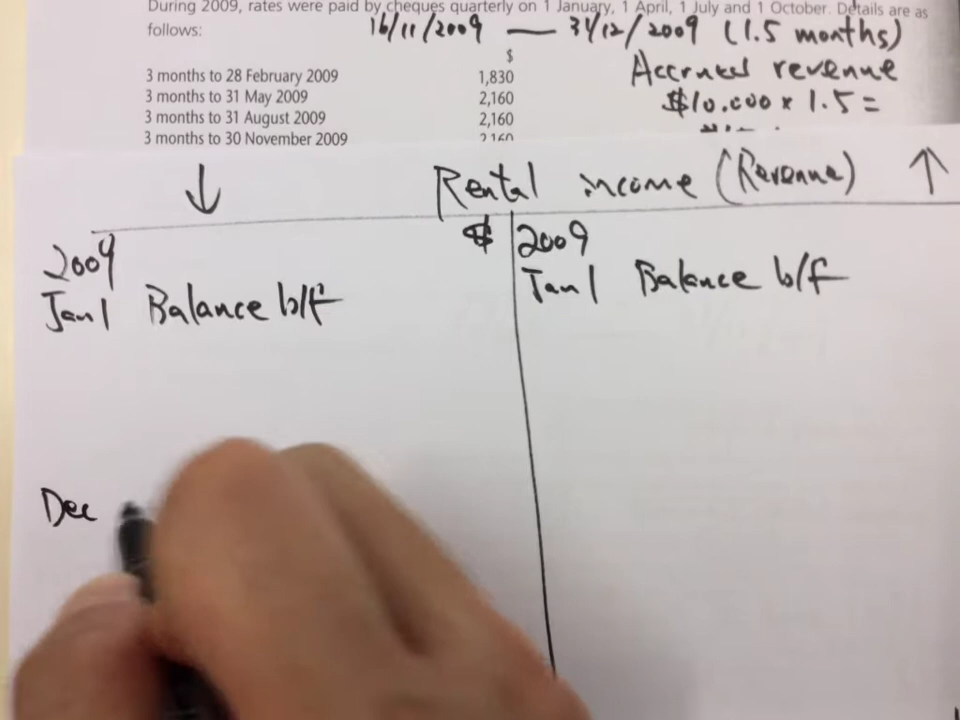 During 2009, rates were paid by cheques quarterly on 1 January, 1 April, 1 July and 1 October. Details are as
follows: 16/11/2009 — 31/12/2009 (1.5 months)
$
Accrued revenue
3 months to 28 February 2009 1,830
$10,000 x 1.5 =
3 months to 31 May 2009 2,160
3 months to 31 August 2009 2,160
3 months to 30 November 2009 2,160
↓ Rental income (Revenue) ↑
2009 $ 2009
Jan 1 Balance b/f Jan 1 Balance b/f
Dec